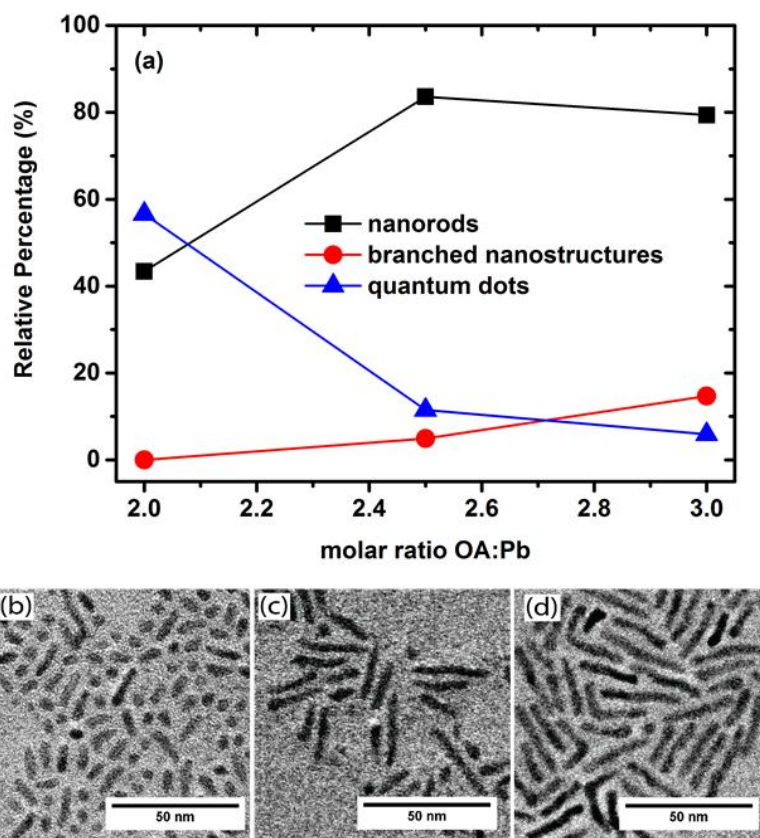 100
(a)
80
60
40
20
0
Relative Percentage (%)
nanorods
branched nanostructures
quantum dots
2.0 2.2 2.4 2.6 2.8 3.0
molar ratio OA:Pb
(b) (c) (d)
50 nm 50 nm 50 nm